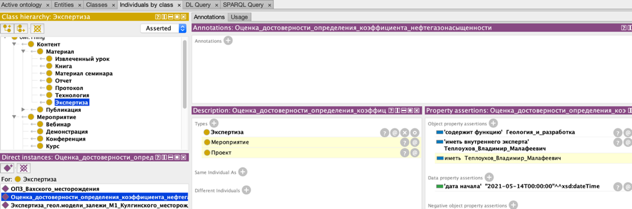 Active ontology × Entities × Classes × Individuals by class × DL Query × SPARQL Query ×
Class hierarchy: Экспертиза
Asserted
Контент
Материал
Извлеченный урок
Книга
Материал семинара
Отчет
Протокол
Технология
Экспертиза
Публикация
Мероприятие
Вебинар
Демонстрация
Конференция
Курс
Direct instances: Оценка_достоверности_опред
For: Экспертиза
ОПЗ_Вахского_месторождения
Оценка_достоверности_определения_коэффициента_нефтега
Экспертиза_геол.модели_залежи_М1_Кулгинского_месторож
Annotations Usage
Annotations: Оценка_достоверности_определения_коэффициента_нефтегазонасыщенности
Annotations
Description: Оценка_достоверности_определения_коэффиц
Types
Экспертиза
Мероприятие
Проект
Same Individual As
Different Individuals
Property assertions: Оценка_достоверности_определения_коэффиц
Object property assertions
'содержит функцию' Геология_и_разработка
'иметь внутреннего эксперта'
Теплоухов_Владимир_Малафеевич
иметь Теплоухов_Владимир_Малафеевич
Data property assertions
'дата начала' "2021-05-14T00:00:00"^^xsd:dateTime
Negative object property assertions